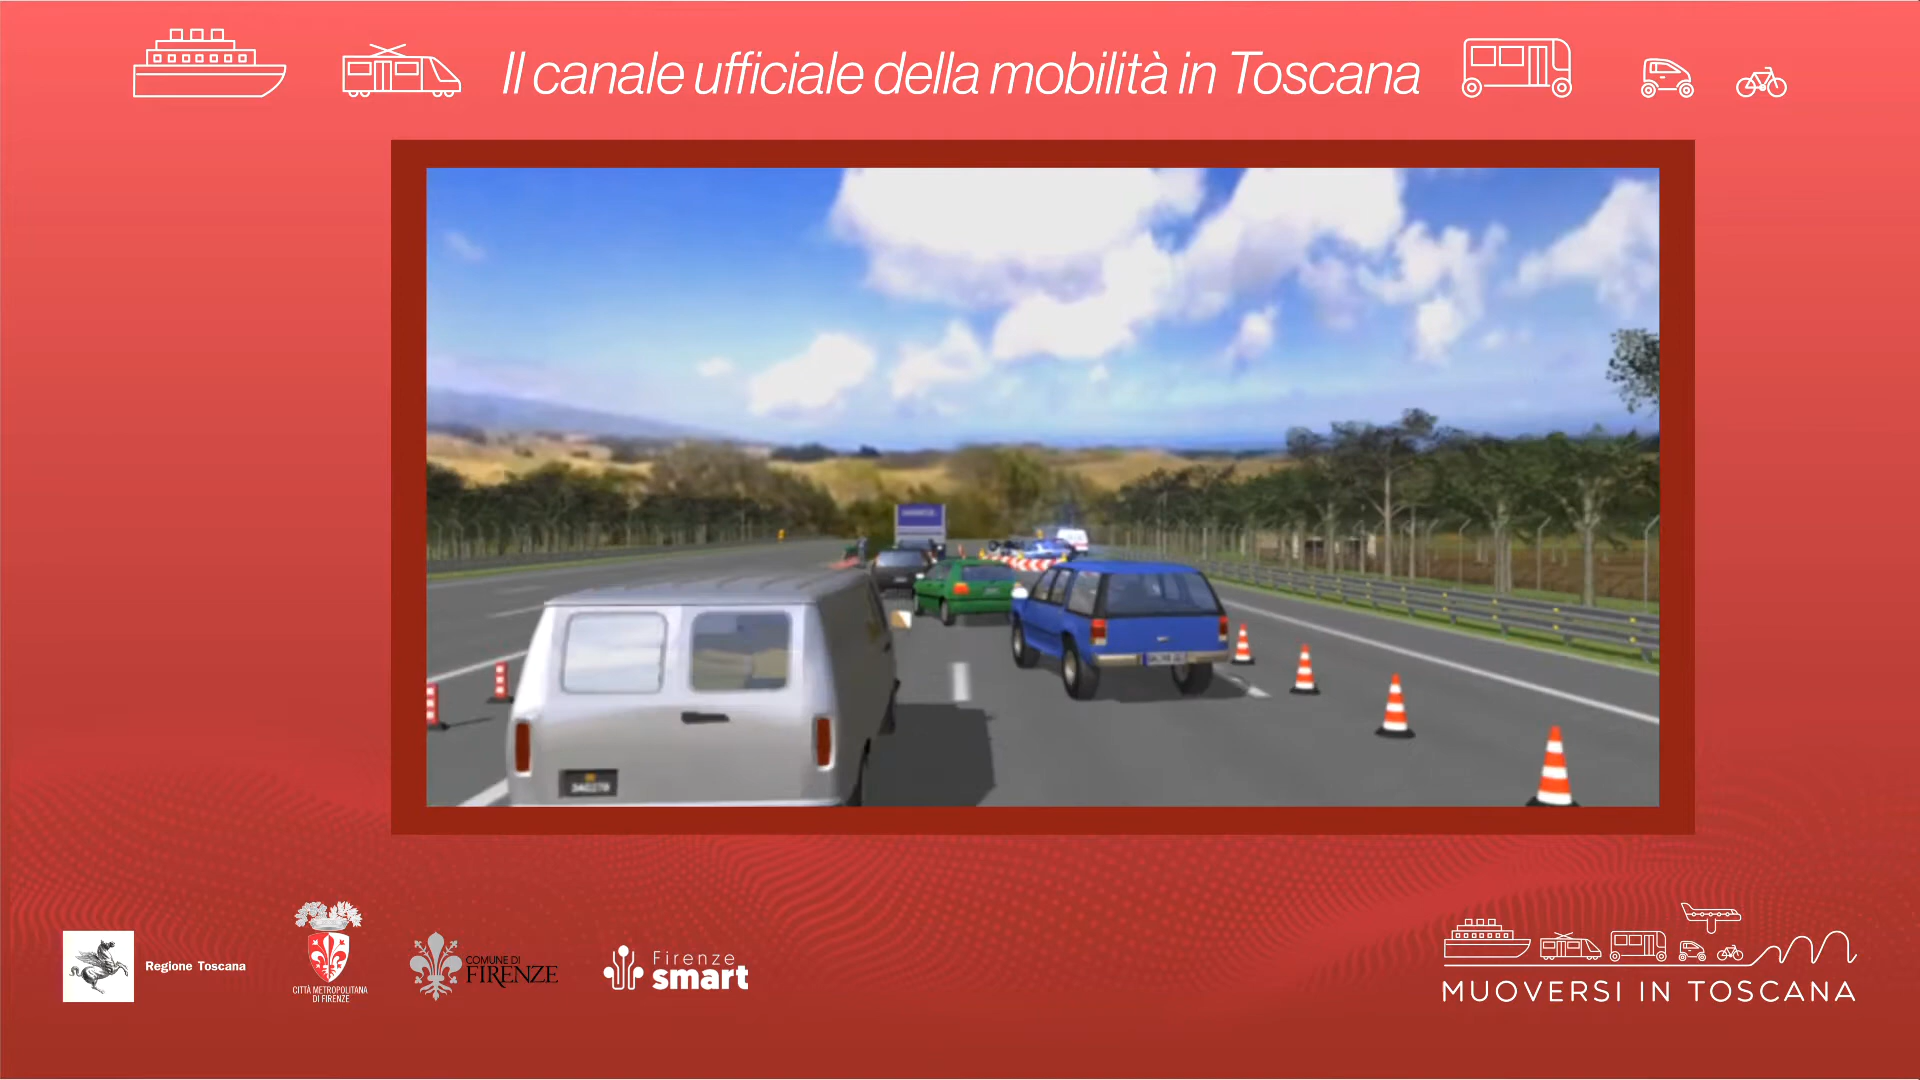 Il canale ufficiale della mobilità in Toscana
Regione Toscana
CITTÀ METROPOLITANA
DI FIRENZE
COMUNE DI
FIRENZE
Firenze
smart
MUOVERSI IN TOSCANA